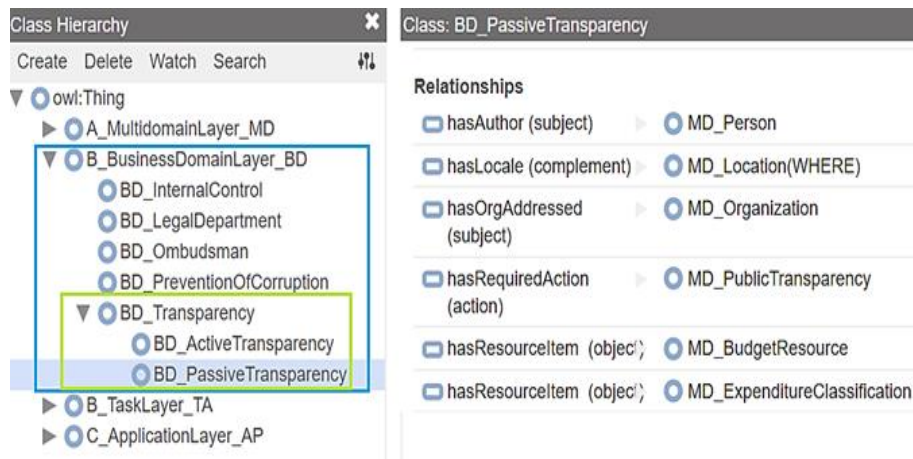 Class Hierarchy
Create Delete Watch Search
owl:Thing
A_MultidomainLayer_MD
B_BusinessDomainLayer_BD
BD_InternalControl
BD_LegalDepartment
BD_Ombudsman
BD_PreventionOfCorruption
BD_Transparency
BD_ActiveTransparency
BD_PassiveTransparency
B_TaskLayer_TA
C_ApplicationLayer_AP
Class: BD_PassiveTransparency
Relationships
hasAuthor (subject) MD_Person
hasLocale (complement) MD_Location(WHERE)
hasOrgAddressed MD_Organization
(subject)
hasRequiredAction MD_PublicTransparency
(action)
hasResourceItem (object) MD_BudgetResource
hasResourceItem (object) MD_ExpenditureClassification